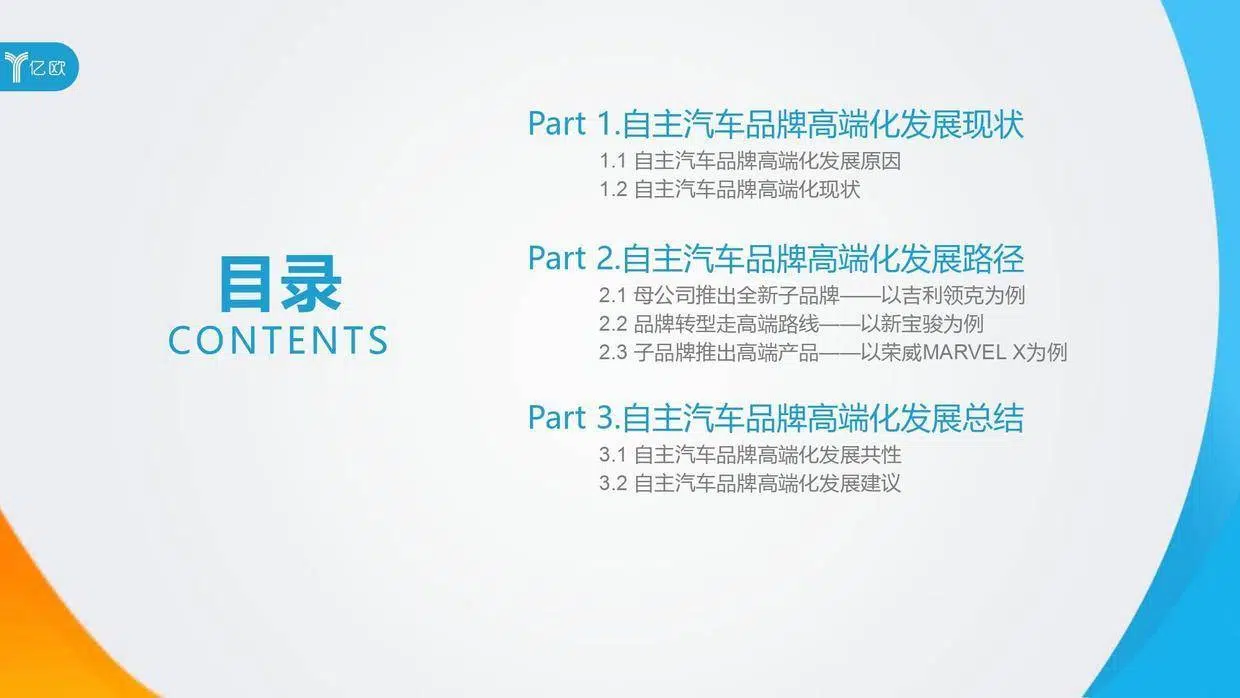 亿欧
目录
CONTENTS
Part 1.自主汽车品牌高端化发展现状
1.1 自主汽车品牌高端化发展原因
1.2 自主汽车品牌高端化现状
Part 2.自主汽车品牌高端化发展路径
2.1 母公司推出全新子品牌——以吉利领克为例
2.2 品牌转型走高端路线——以新宝骏为例
2.3 子品牌推出高端产品——以荣威MARVEL X为例
Part 3.自主汽车品牌高端化发展总结
3.1 自主汽车品牌高端化发展共性
3.2 自主汽车品牌高端化发展建议